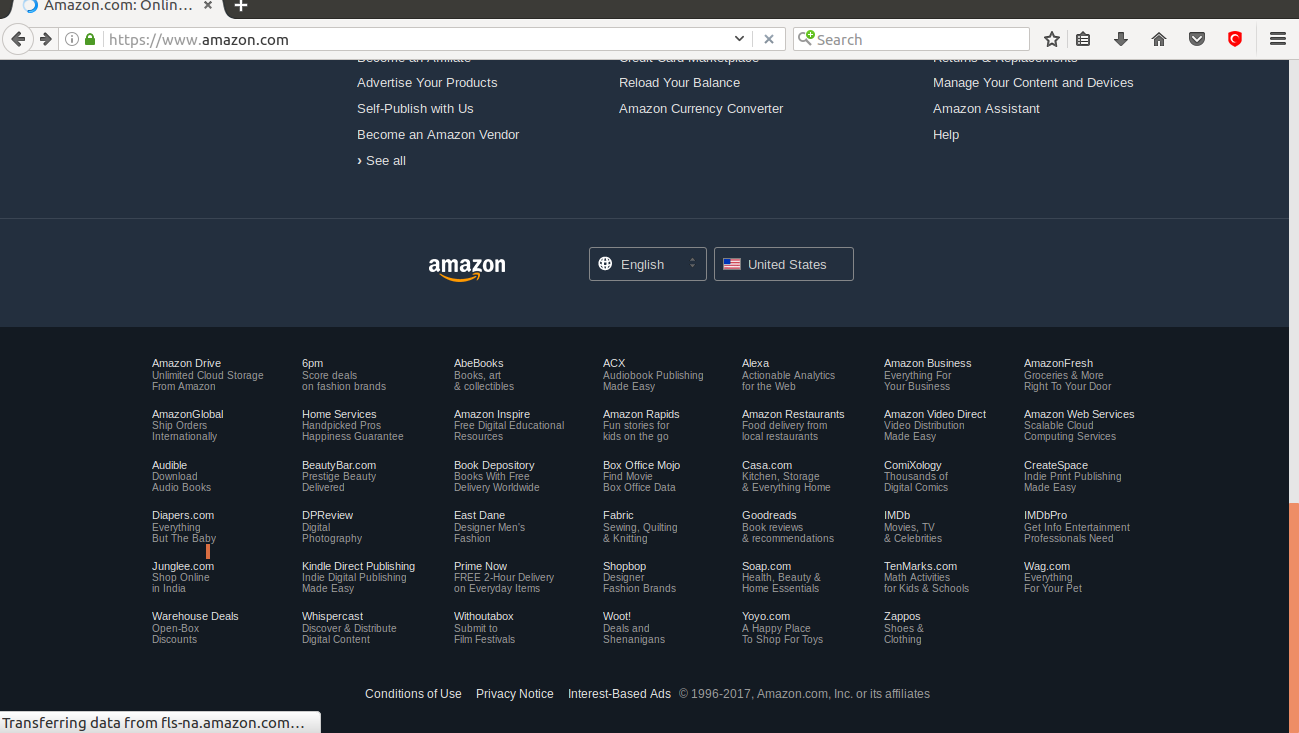 Amazon.com: Onlin...
https://www.amazon.com
Search
Become an Affiliate
Credit Card Marketplace
Returns & Replacements
Advertise Your Products
Reload Your Balance
Manage Your Content and Devices
Self-Publish with Us
Amazon Currency Converter
Amazon Assistant
Become an Amazon Vendor
Help
› See all
amazon
English
United States
Amazon Drive
Unlimited Cloud Storage
From Amazon
6pm
Score deals
on fashion brands
AbeBooks
Books, art
& collectibles
ACX
Audiobook Publishing
Made Easy
Alexa
Actionable Analytics
for the Web
Amazon Business
Everything For
Your Business
AmazonFresh
Groceries & More
Right To Your Door
AmazonGlobal
Ship Orders
Internationally
Home Services
Handpicked Pros
Happiness Guarantee
Amazon Inspire
Free Digital Educational
Resources
Amazon Rapids
Fun stories for
kids on the go
Amazon Restaurants
Food delivery from
local restaurants
Amazon Video Direct
Video Distribution
Made Easy
Amazon Web Services
Scalable Cloud
Computing Services
Audible
Download
Audio Books
BeautyBar.com
Prestige Beauty
Delivered
Book Depository
Books With Free
Delivery Worldwide
Box Office Mojo
Find Movie
Box Office Data
Casa.com
Kitchen, Storage
& Everything Home
ComiXology
Thousands of
Digital Comics
CreateSpace
Indie Print Publishing
Made Easy
Diapers.com
Everything
But The Baby
DPReview
Digital
Photography
East Dane
Designer Men's
Fashion
Fabric
Sewing, Quilting
& Knitting
Goodreads
Book reviews
& recommendations
IMDb
Movies, TV
& Celebrities
IMDbPro
Get Info Entertainment
Professionals Need
Junglee.com
Shop Online
in India
Kindle Direct Publishing
Indie Digital Publishing
Made Easy
Prime Now
FREE 2-Hour Delivery
on Everyday Items
Shopbop
Designer
Fashion Brands
Soap.com
Health, Beauty &
Home Essentials
TenMarks.com
Math Activities
for Kids & Schools
Wag.com
Everything
For Your Pet
Warehouse Deals
Open-Box
Discounts
Whispercast
Discover & Distribute
Digital Content
Withoutabox
Submit to
Film Festivals
Woot!
Deals and
Shenanigans
Yoyo.com
A Happy Place
To Shop For Toys
Zappos
Shoes &
Clothing
Conditions of Use Privacy Notice Interest-Based Ads © 1996-2017, Amazon.com, Inc. or its affiliates
Transferring data from fls-na.amazon.com...